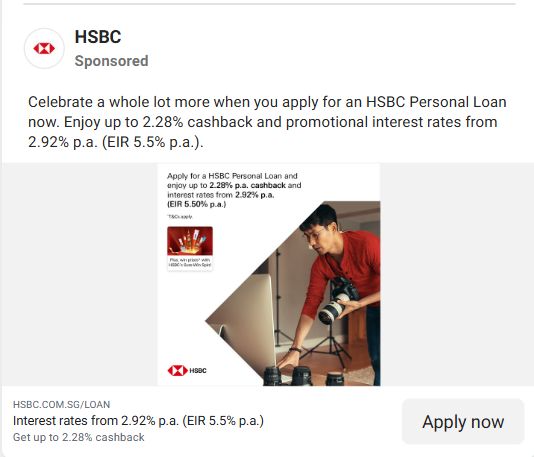 HSBC
Sponsored
Celebrate a whole lot more when you apply for an HSBC Personal Loan
now. Enjoy up to 2.28% cashback and promotional interest rates from
2.92% p.a. (EIR 5.5% p.a.).
Apply for a HSBC Personal Loan and
enjoy up to 2.28% p.a. cashback and
interest rates from 2.92% p.a.
(EIR 5.50% p.a.)
*T&Cs apply.
Plus, win prizes* with
HSBC's Sure-Win Spin!
HSBC
HSBC.COM.SG/LOAN
Interest rates from 2.92% p.a. (EIR 5.5% p.a.)
Get up to 2.28% cashback
Apply now